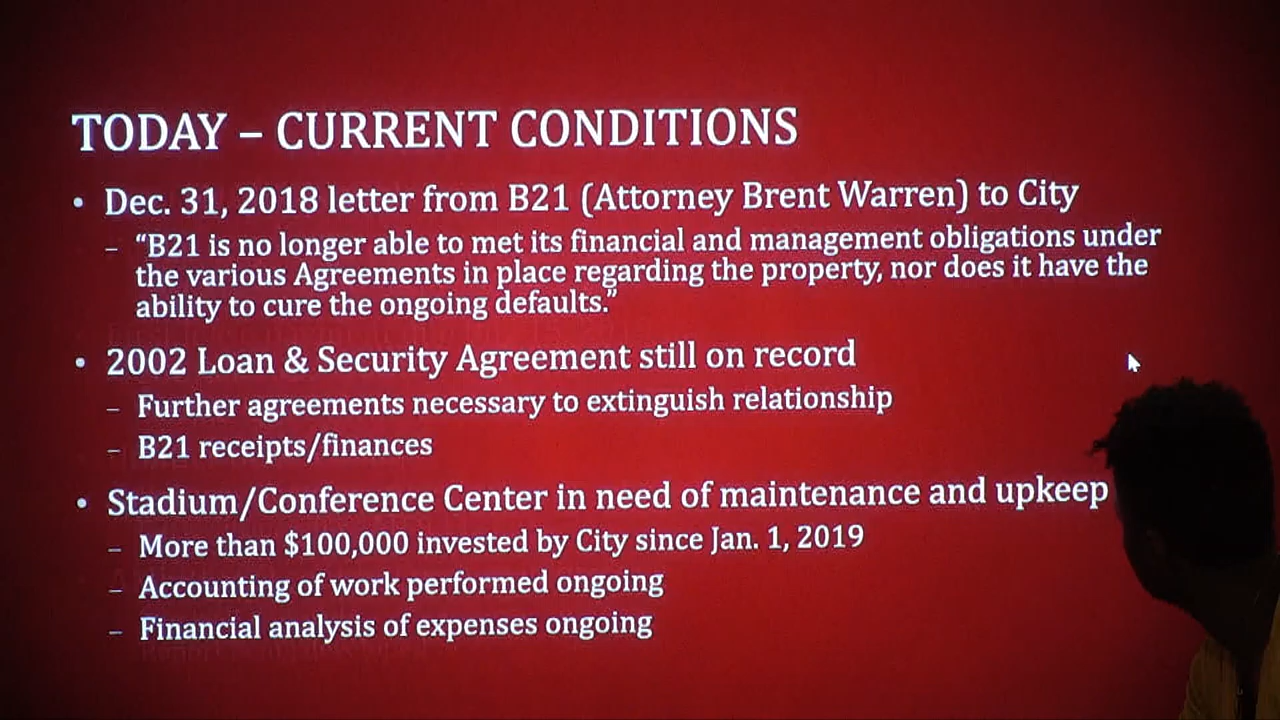 TODAY – CURRENT CONDITIONS
• Dec. 31, 2018 letter from B21 (Attorney Brent Warren) to City
– “B21 is no longer able to met its financial and management obligations under
the various Agreements in place regarding the property, nor does it have the
ability to cure the ongoing defaults.”
• 2002 Loan & Security Agreement still on record
– Further agreements necessary to extinguish relationship
– B21 receipts/finances
• Stadium/Conference Center in need of maintenance and upkeep
– More than $100,000 invested by City since Jan. 1, 2019
– Accounting of work performed ongoing
– Financial analysis of expenses ongoing